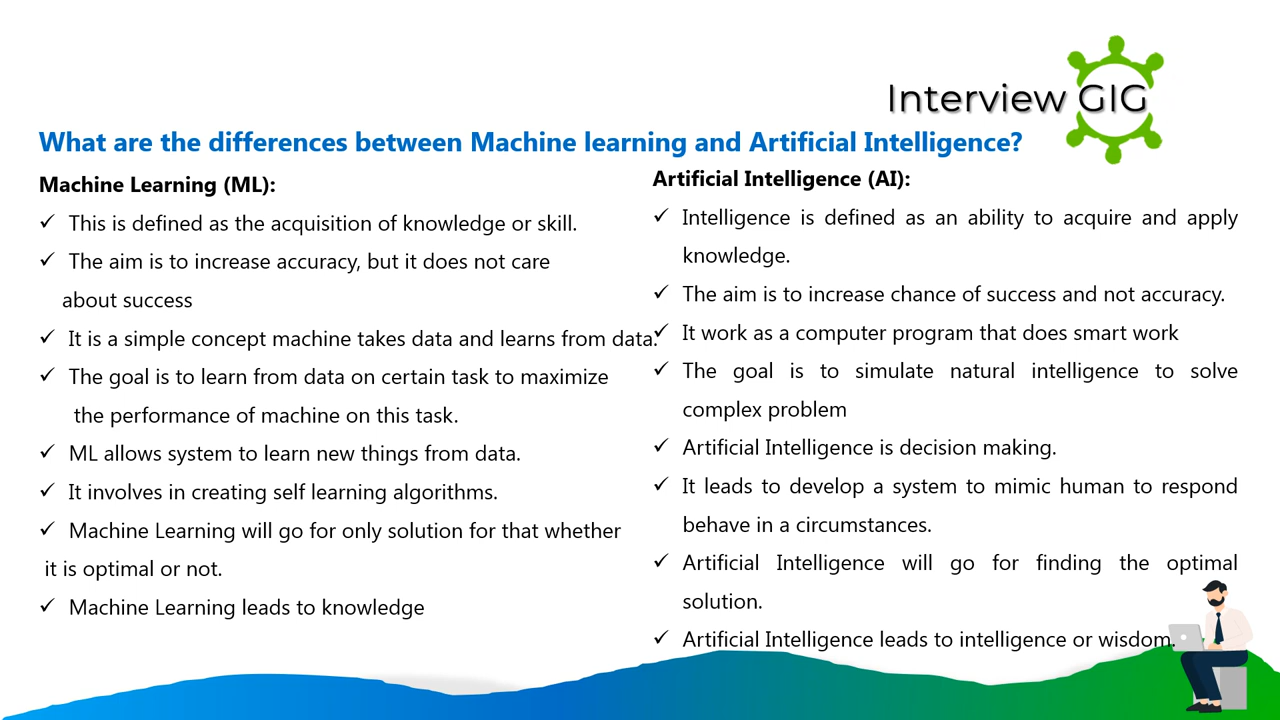 Interview GIG
What are the differences between Machine learning and Artificial Intelligence?
Machine Learning (ML):
✓ This is defined as the acquisition of knowledge or skill.
✓ The aim is to increase accuracy, but it does not care
about success
✓ It is a simple concept machine takes data and learns from data.
✓ The goal is to learn from data on certain task to maximize
the performance of machine on this task.
✓ ML allows system to learn new things from data.
✓ It involves in creating self learning algorithms.
✓ Machine Learning will go for only solution for that whether
it is optimal or not.
✓ Machine Learning leads to knowledge
Artificial Intelligence (AI):
✓ Intelligence is defined as an ability to acquire and apply
knowledge.
✓ The aim is to increase chance of success and not accuracy.
✓ It work as a computer program that does smart work
✓ The goal is to simulate natural intelligence to solve
complex problem
✓ Artificial Intelligence is decision making.
✓ It leads to develop a system to mimic human to respond
behave in a circumstances.
✓ Artificial Intelligence will go for finding the optimal
solution.
✓ Artificial Intelligence leads to intelligence or wisdom.